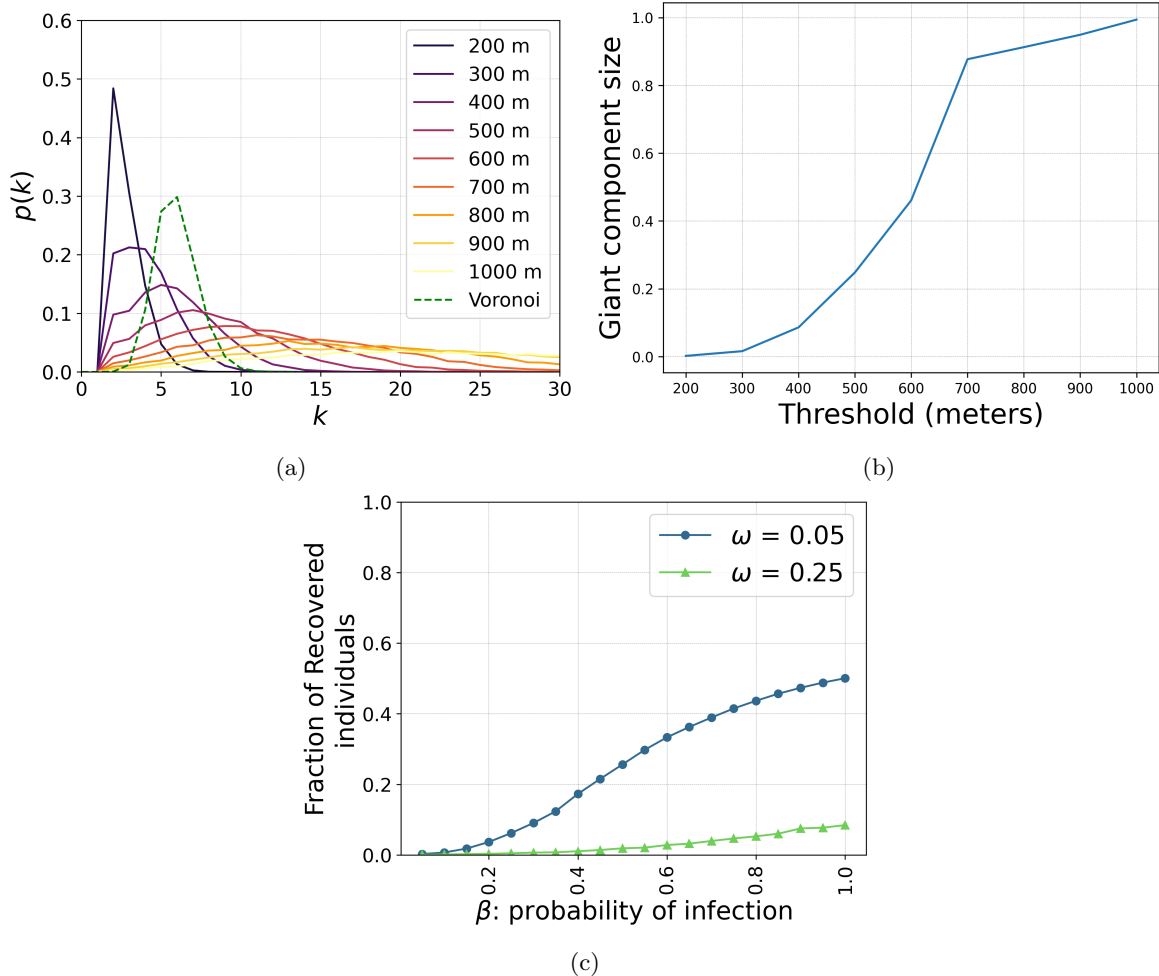 0.6
0.5
0.4
0.3
0.2
0.1
0.0
p(k)
0 5 10 15 20 25 30
k
200 m
300 m
400 m
500 m
600 m
700 m
800 m
900 m
1000 m
Voronoi
(a)
1.0
0.8
0.6
0.4
0.2
0.0
Giant component size
200 300 400 500 600 700 800 900 1000
Threshold (meters)
(b)
1.0
0.8
0.6
0.4
0.2
0.0
Fraction of Recovered
individuals
ω = 0.05
ω = 0.25
0.2 0.4 0.6 0.8 1.0
β: probability of infection
(c)